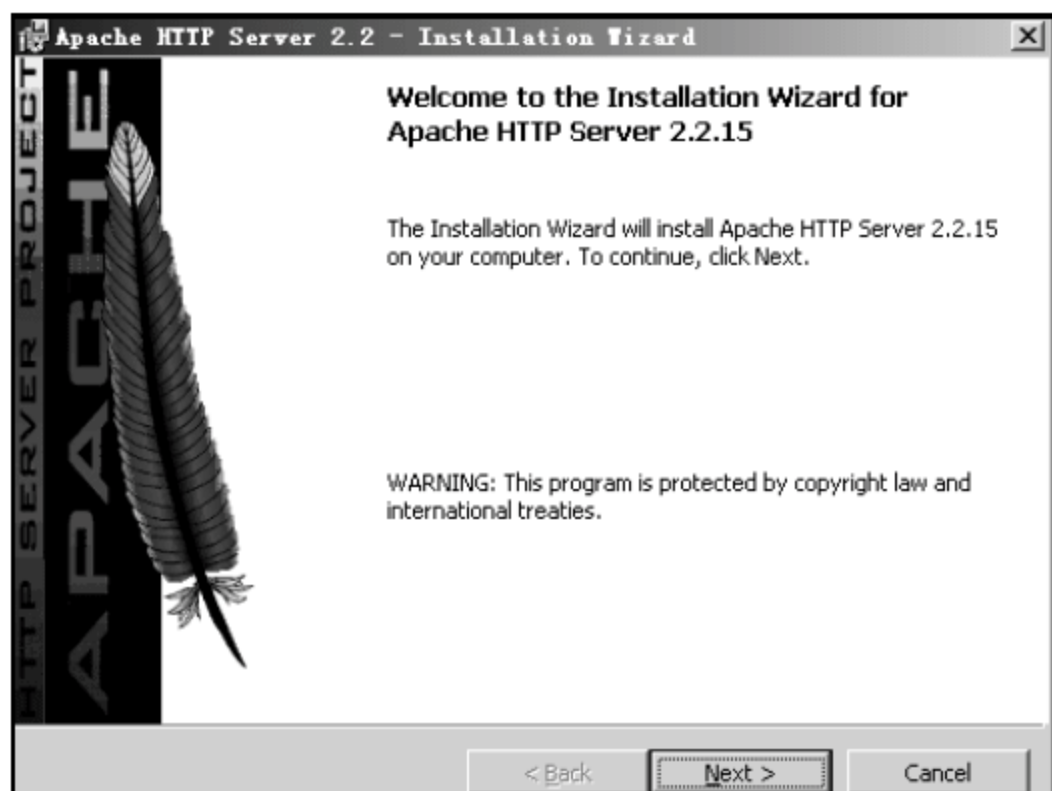 Apache HTTP Server 2.2 - Installation Wizard
HTTP SERVER PROJECT
APACHE
Welcome to the Installation Wizard for
Apache HTTP Server 2.2.15
The Installation Wizard will install Apache HTTP Server 2.2.15
on your computer. To continue, click Next.
WARNING: This program is protected by copyright law and
international treaties.
< Back
Next >
Cancel